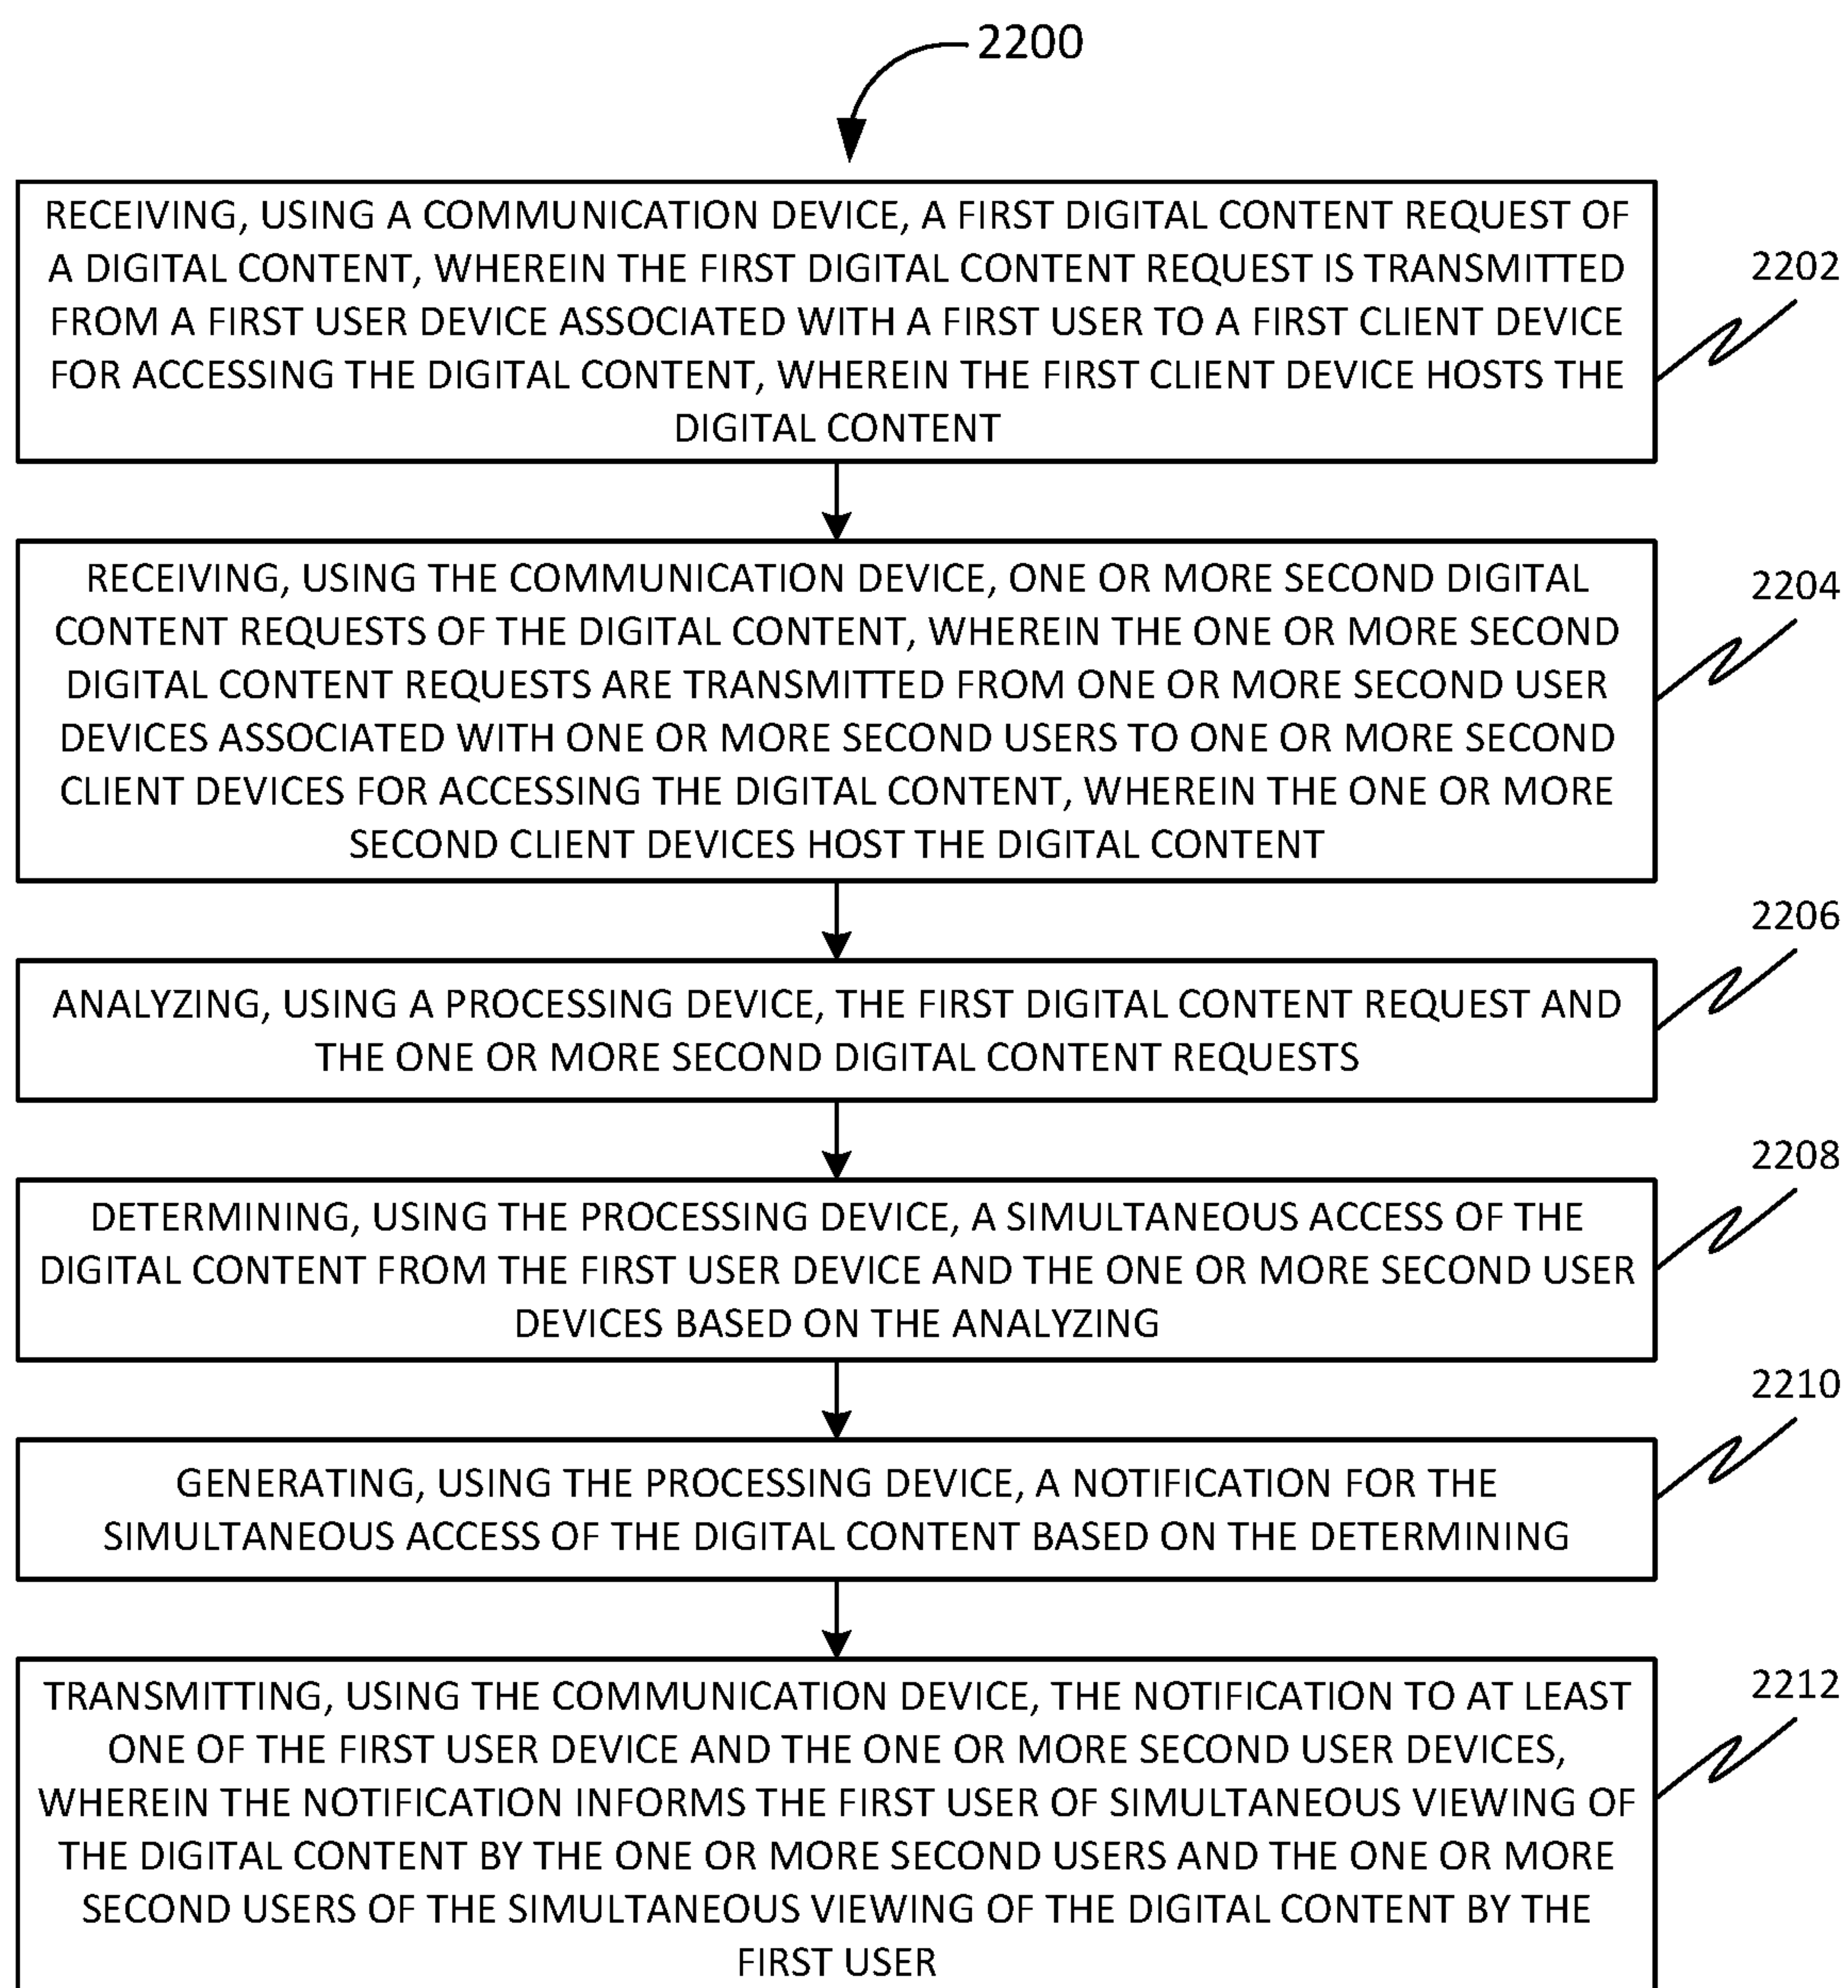 2200
RECEIVING, USING A COMMUNICATION DEVICE, A FIRST DIGITAL CONTENT REQUEST OF
A DIGITAL CONTENT, WHEREIN THE FIRST DIGITAL CONTENT REQUEST IS TRANSMITTED
FROM A FIRST USER DEVICE ASSOCIATED WITH A FIRST USER TO A FIRST CLIENT DEVICE
FOR ACCESSING THE DIGITAL CONTENT, WHEREIN THE FIRST CLIENT DEVICE HOSTS THE
DIGITAL CONTENT
2202
RECEIVING, USING THE COMMUNICATION DEVICE, ONE OR MORE SECOND DIGITAL
CONTENT REQUESTS OF THE DIGITAL CONTENT, WHEREIN THE ONE OR MORE SECOND
DIGITAL CONTENT REQUESTS ARE TRANSMITTED FROM ONE OR MORE SECOND USER
DEVICES ASSOCIATED WITH ONE OR MORE SECOND USERS TO ONE OR MORE SECOND
CLIENT DEVICES FOR ACCESSING THE DIGITAL CONTENT, WHEREIN THE ONE OR MORE
SECOND CLIENT DEVICES HOST THE DIGITAL CONTENT
2204
ANALYZING, USING A PROCESSING DEVICE, THE FIRST DIGITAL CONTENT REQUEST AND
THE ONE OR MORE SECOND DIGITAL CONTENT REQUESTS
2206
DETERMINING, USING THE PROCESSING DEVICE, A SIMULTANEOUS ACCESS OF THE
DIGITAL CONTENT FROM THE FIRST USER DEVICE AND THE ONE OR MORE SECOND USER
DEVICES BASED ON THE ANALYZING
2208
GENERATING, USING THE PROCESSING DEVICE, A NOTIFICATION FOR THE
SIMULTANEOUS ACCESS OF THE DIGITAL CONTENT BASED ON THE DETERMINING
2210
TRANSMITTING, USING THE COMMUNICATION DEVICE, THE NOTIFICATION TO AT LEAST
ONE OF THE FIRST USER DEVICE AND THE ONE OR MORE SECOND USER DEVICES,
WHEREIN THE NOTIFICATION INFORMS THE FIRST USER OF SIMULTANEOUS VIEWING OF
THE DIGITAL CONTENT BY THE ONE OR MORE SECOND USERS AND THE ONE OR MORE
SECOND USERS OF THE SIMULTANEOUS VIEWING OF THE DIGITAL CONTENT BY THE
FIRST USER
2212